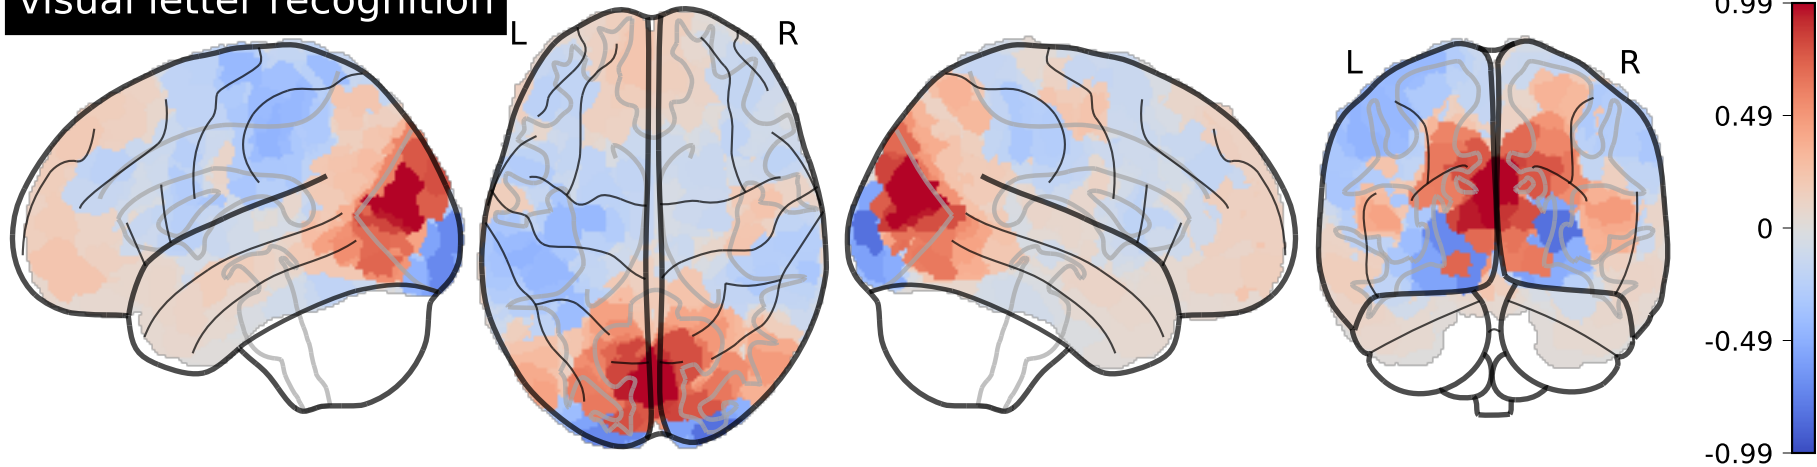 visual letter recognition
L
R
L
R
0.99
0.49
0
-0.49
-0.99